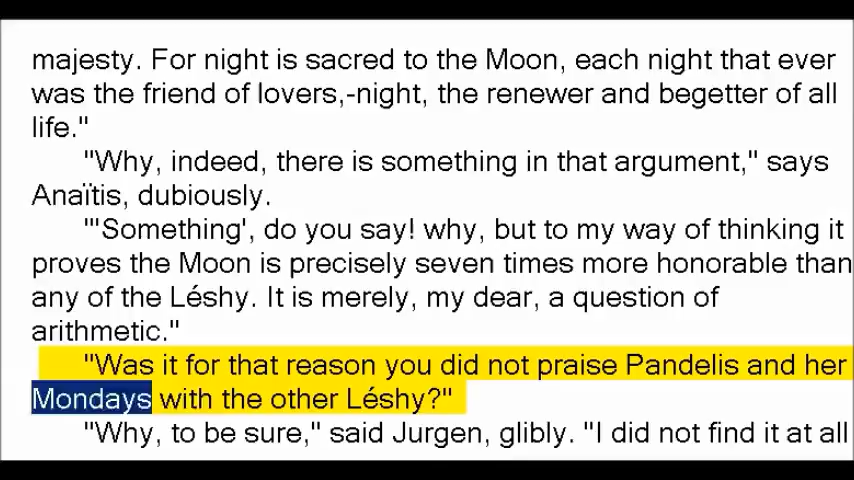 majesty. For night is sacred to the Moon, each night that ever
was the friend of lovers,-night, the renewer and begetter of all
life."
"Why, indeed, there is something in that argument," says
Anaïtis, dubiously.
"'Something', do you say! why, but to my way of thinking it
proves the Moon is precisely seven times more honorable than
any of the Léshy. It is merely, my dear, a question of
arithmetic."
"Was it for that reason you did not praise Pandelis and her
Mondays with the other Léshy?"
"Why, to be sure," said Jurgen, glibly. "I did not find it at all